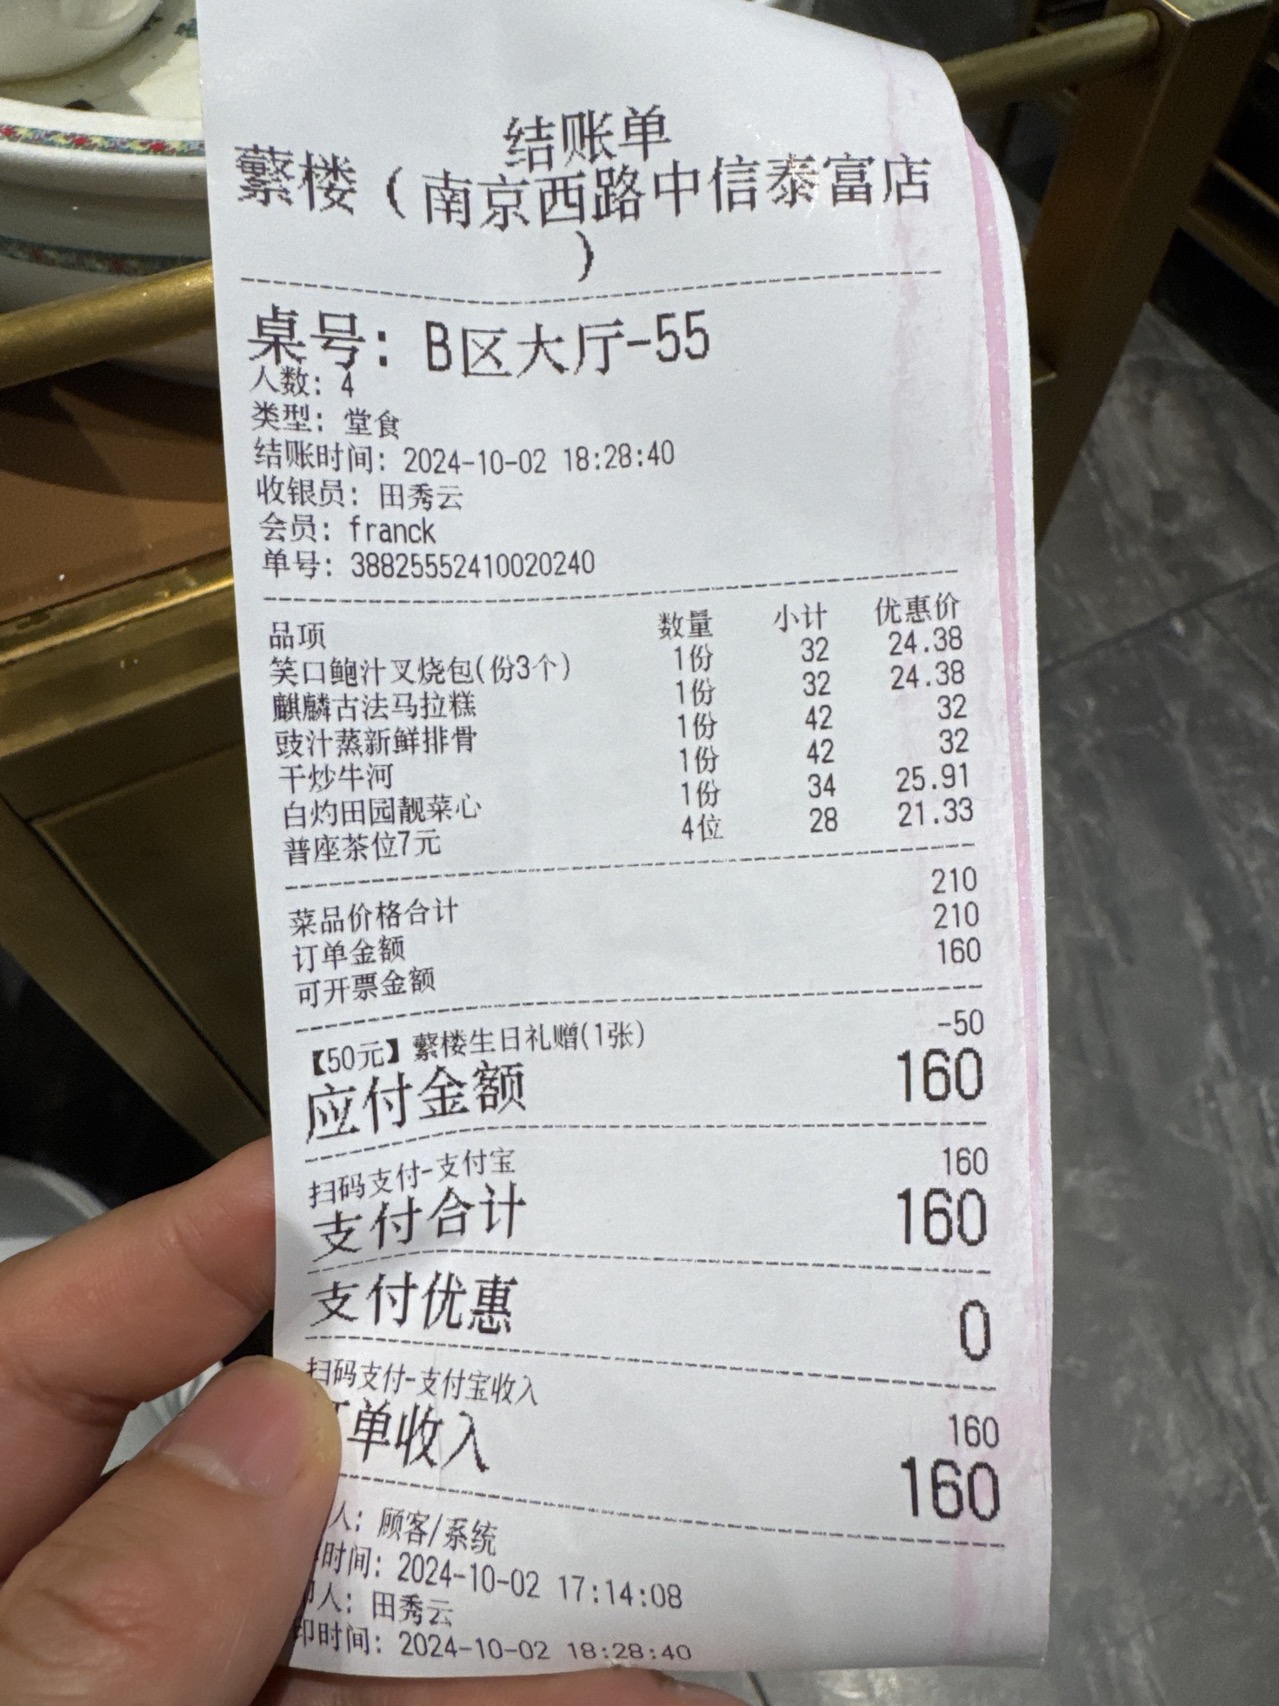 结账单
蘩楼(南京西路中信泰富店
)
桌号: B区大厅-55
人数: 4
类型: 堂食
结账时间: 2024-10-02 18:28:40
收银员: 田秀云
会员: franck
单号: 38825552410020240
品项 数量 小计 优惠价
笑口鲍汁叉烧包(份3个) 1份 32 24.38
麒麟古法马拉糕 1份 32 24.38
豉汁蒸新鲜排骨 1份 42 32
干炒牛河 1份 42 32
白灼田园靓菜心 1份 34 25.91
普座茶位7元 4位 28 21.33
菜品价格合计 210
订单金额 210
可开票金额 160
【50元】蘩楼生日礼赠(1张) -50
应付金额 160
扫码支付-支付宝 160
支付合计 160
支付优惠 0
扫码支付-支付宝收入 160
单收入 160
人: 顾客/系统
时间: 2024-10-02 17:14:08
人: 田秀云
印时间: 2024-10-02 18:28:40